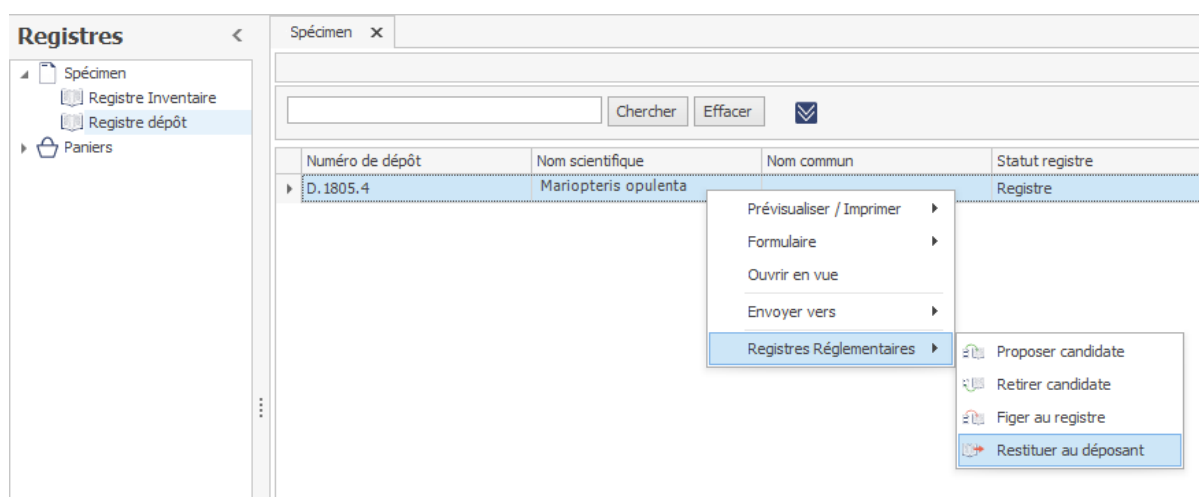 Registres
Spécimen
Registre Inventaire
Registre dépôt
Paniers
Spécimen
Chercher Effacer
Numéro de dépôt Nom scientifique Nom commun Statut registre
D.1805.4 Mariopteris opulenta Registre
Prévisualiser / Imprimer
Formulaire
Ouvrir en vue
Envoyer vers
Registres Réglementaires
Proposer candidate
Retirer candidate
Figer au registre
Restituer au déposant